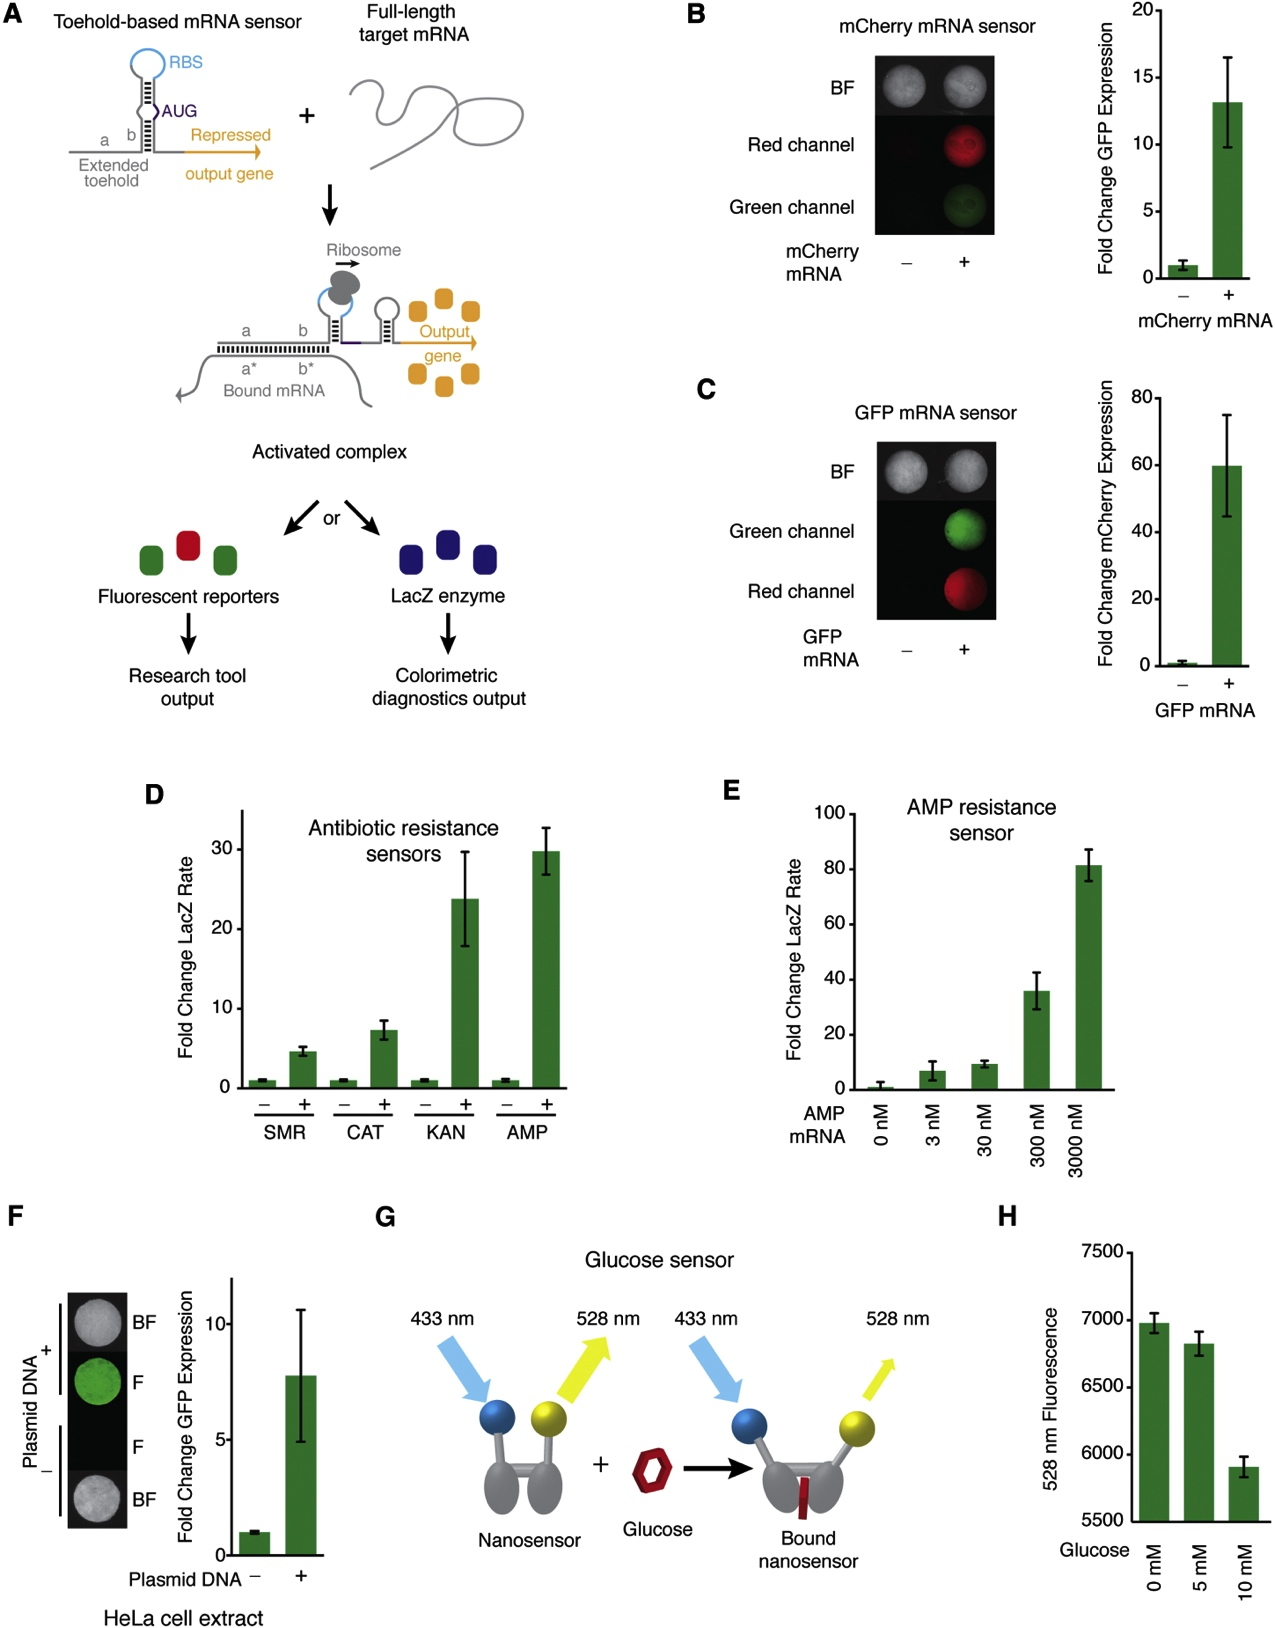 A
Toehold-based mRNA sensor
Full-length
target mRNA
RBS
AUG
+
a
b
Repressed
output gene
Extended
toehold
Ribosome
a
b
Output
gene
a*
b*
Bound mRNA
Activated complex
or
Fluorescent reporters
LacZ enzyme
Research tool
output
Colorimetric
diagnostics output
B
mCherry mRNA sensor
BF
Red channel
Green channel
mCherry
mRNA
–
+
Fold Change GFP Expression
20
15
10
5
0
–
+
mCherry mRNA
C
GFP mRNA sensor
BF
Green channel
Red channel
GFP
mRNA
–
+
Fold Change mCherry Expression
80
60
40
20
0
–
+
GFP mRNA
D
Antibiotic resistance
sensors
Fold Change LacZ Rate
30
20
10
0
– + – + – + – +
SMR CAT KAN AMP
E
AMP resistance
sensor
Fold Change LacZ Rate
100
80
60
40
20
0
AMP
mRNA
0 nM
3 nM
30 nM
300 nM
3000 nM
F
Plasmid DNA
+
–
BF
F
F
BF
Fold Change GFP Expression
10
5
0
Plasmid DNA – +
HeLa cell extract
G
Glucose sensor
433 nm
528 nm
433 nm
528 nm
+
Nanosensor
Glucose
Bound
nanosensor
H
528 nm Fluorescence
7500
7000
6500
6000
5500
Glucose
0 mM
5 mM
10 mM